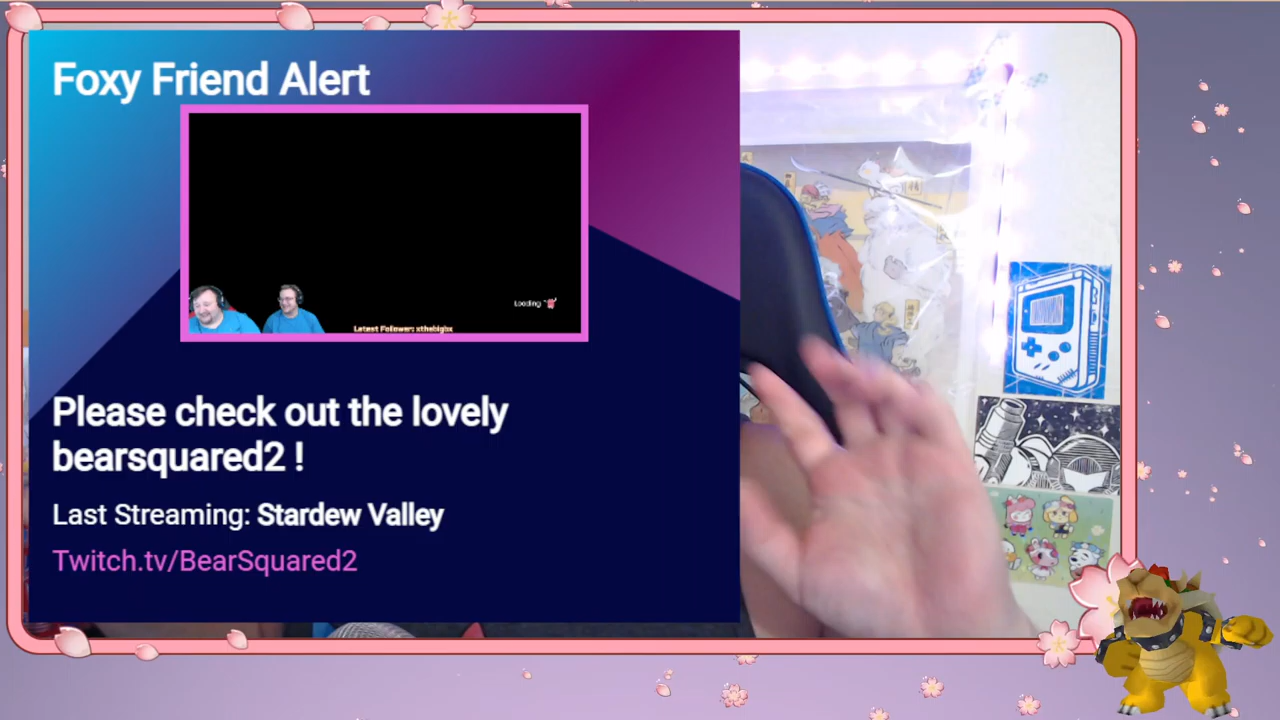 Foxy Friend Alert
Loading
Latest Follower: xthebigbx
Please check out the lovely
bearsquared2 !
Last Streaming: Stardew Valley
Twitch.tv/BearSquared2